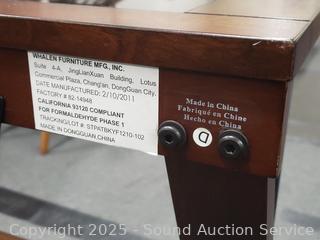 WHALEN FURNITURE MFG., INC.
Suite 4-A, JingLianXuan Building, Lotus
Commercial Plaza, Chang'an, DongGuan City.
DATE MANUFACTURED: 2/10/2011
FACTORY # 82-14948
CALIFORNIA 93120 COMPLIANT
FOR FORMALDEHYDE PHASE 1
TRACKING/LOT #: STPATBKYF1210-102
MADE IN DONGGUAN,CHINA
Made in China
Fabriqué en Chine
Hecho en China
D
Copyright 2025 - Sound Auction Service